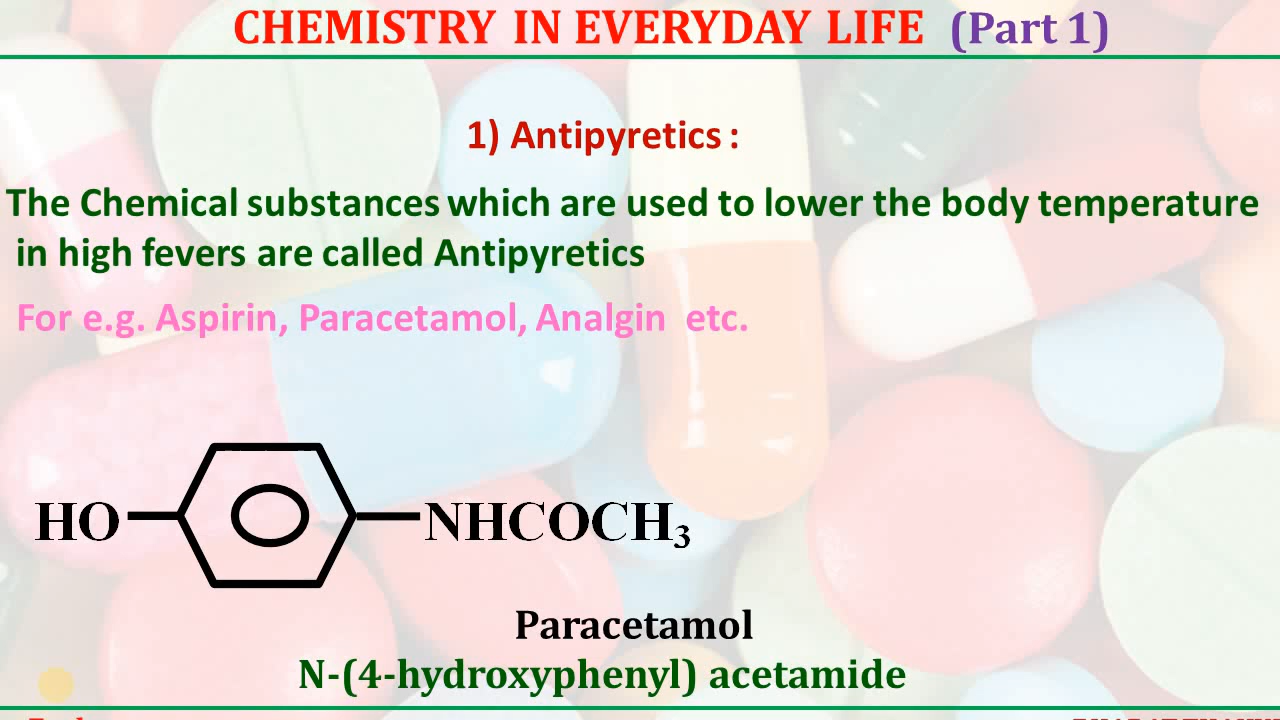 CHEMISTRY IN EVERYDAY LIFE (Part 1)
1) Antipyretics :
The Chemical substances which are used to lower the body temperature
in high fevers are called Antipyretics
For e.g. Aspirin, Paracetamol, Analgin etc.
HO NHCOCH₃
Paracetamol
N-(4-hydroxyphenyl) acetamide